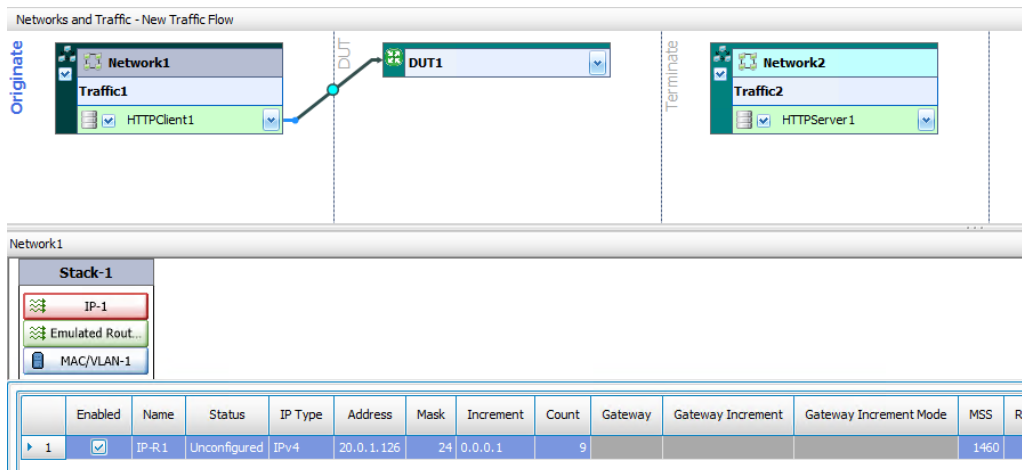 Networks and Traffic - New Traffic Flow
Originate
Network1
Traffic1
HTTPClient1
DUT
DUT1
Terminate
Network2
Traffic2
HTTPServer1
Network1
Stack-1
IP-1
Emulated Rout...
MAC/VLAN-1
Enabled Name Status IP Type Address Mask Increment Count Gateway Gateway Increment Gateway Increment Mode MSS R
1 IP-R1 Unconfigured IPv4 20.0.1.126 24 0.0.0.1 9 1460